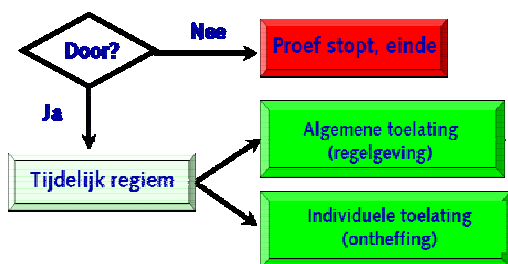 Door?
Nee
Proef stopt, einde
Ja
Tijdelijk regiem
Algemene toelating
(regelgeving)
Individuele toelating
(ontheffing)